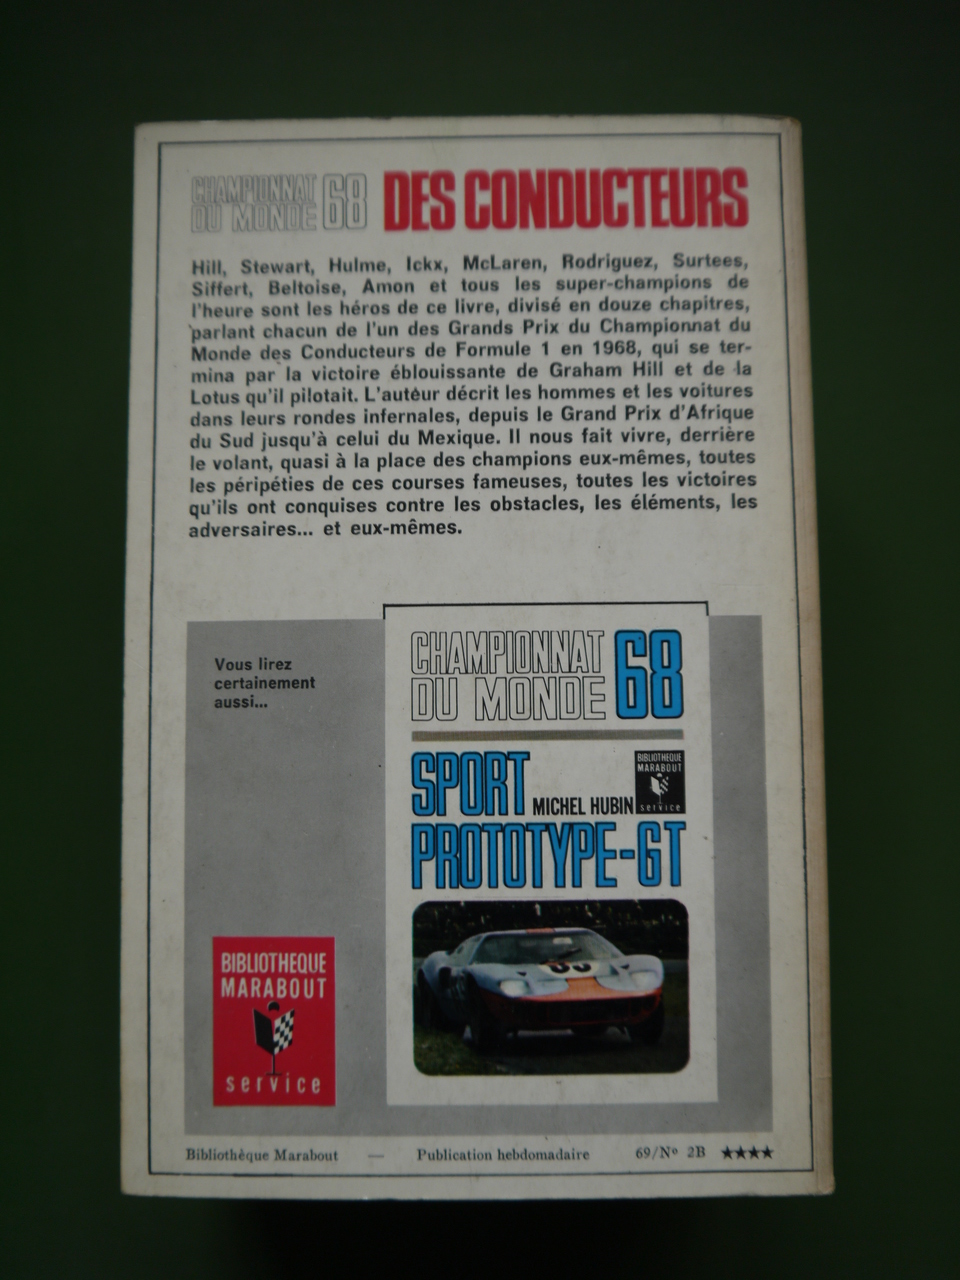 CHAMPIONNAT DU MONDE 68 DES CONDUCTEURS
Hill, Stewart, Hulme, Ickx, McLaren, Rodriguez, Surtees,
Siffert, Beltoise, Amon et tous les super-champions de
l'heure sont les héros de ce livre, divisé en douze chapitres,
parlant chacun de l'un des Grands Prix du Championnat du
Monde des Conducteurs de Formule 1 en 1968, qui se ter-
mina par la victoire éblouissante de Graham Hill et de la
Lotus qu'il pilotait. L'auteur décrit les hommes et les voitures
dans leurs rondes infernales, depuis le Grand Prix d'Afrique
du Sud jusqu'à celui du Mexique. Il nous fait vivre, derrière
le volant, quasi à la place des champions eux-mêmes, toutes
les péripéties de ces courses fameuses, toutes les victoires
qu'ils ont conquises contre les obstacles, les éléments, les
adversaires... et eux-mêmes.
Vous lirez
certainement
aussi...
CHAMPIONNAT
DU MONDE 68
SPORT
MICHEL HUBIN
BIBLIOTHEQUE
MARABOUT
service
PROTOTYPE-GT
BIBLIOTHEQUE
MARABOUT
service
Bibliothèque Marabout — Publication hebdomadaire 69/Nº 2B ★★★★